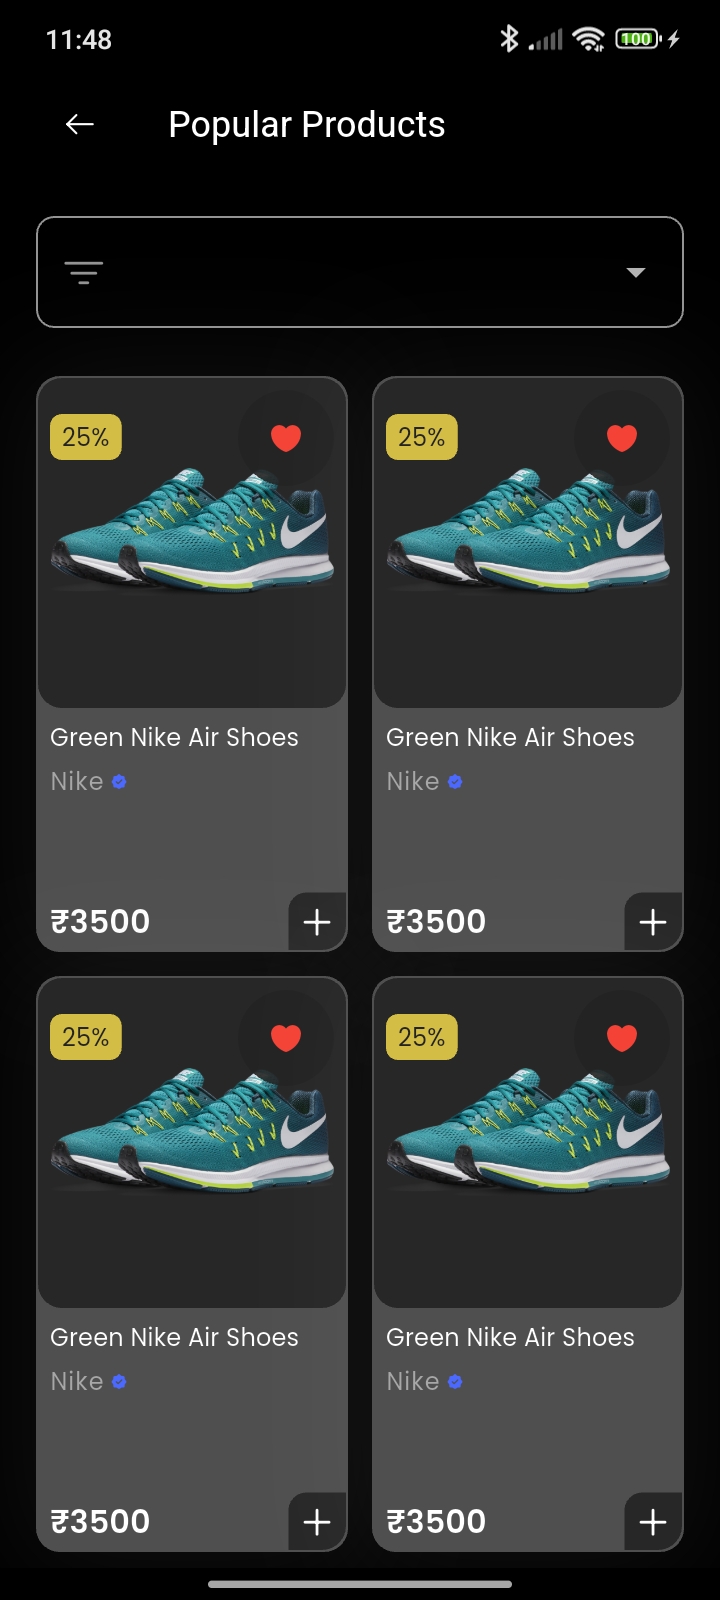 11:48
100
Popular Products
25%
25%
Green Nike Air Shoes
Green Nike Air Shoes
Nike
Nike
₹3500
₹3500
25%
25%
Green Nike Air Shoes
Green Nike Air Shoes
Nike
Nike
₹3500
₹3500